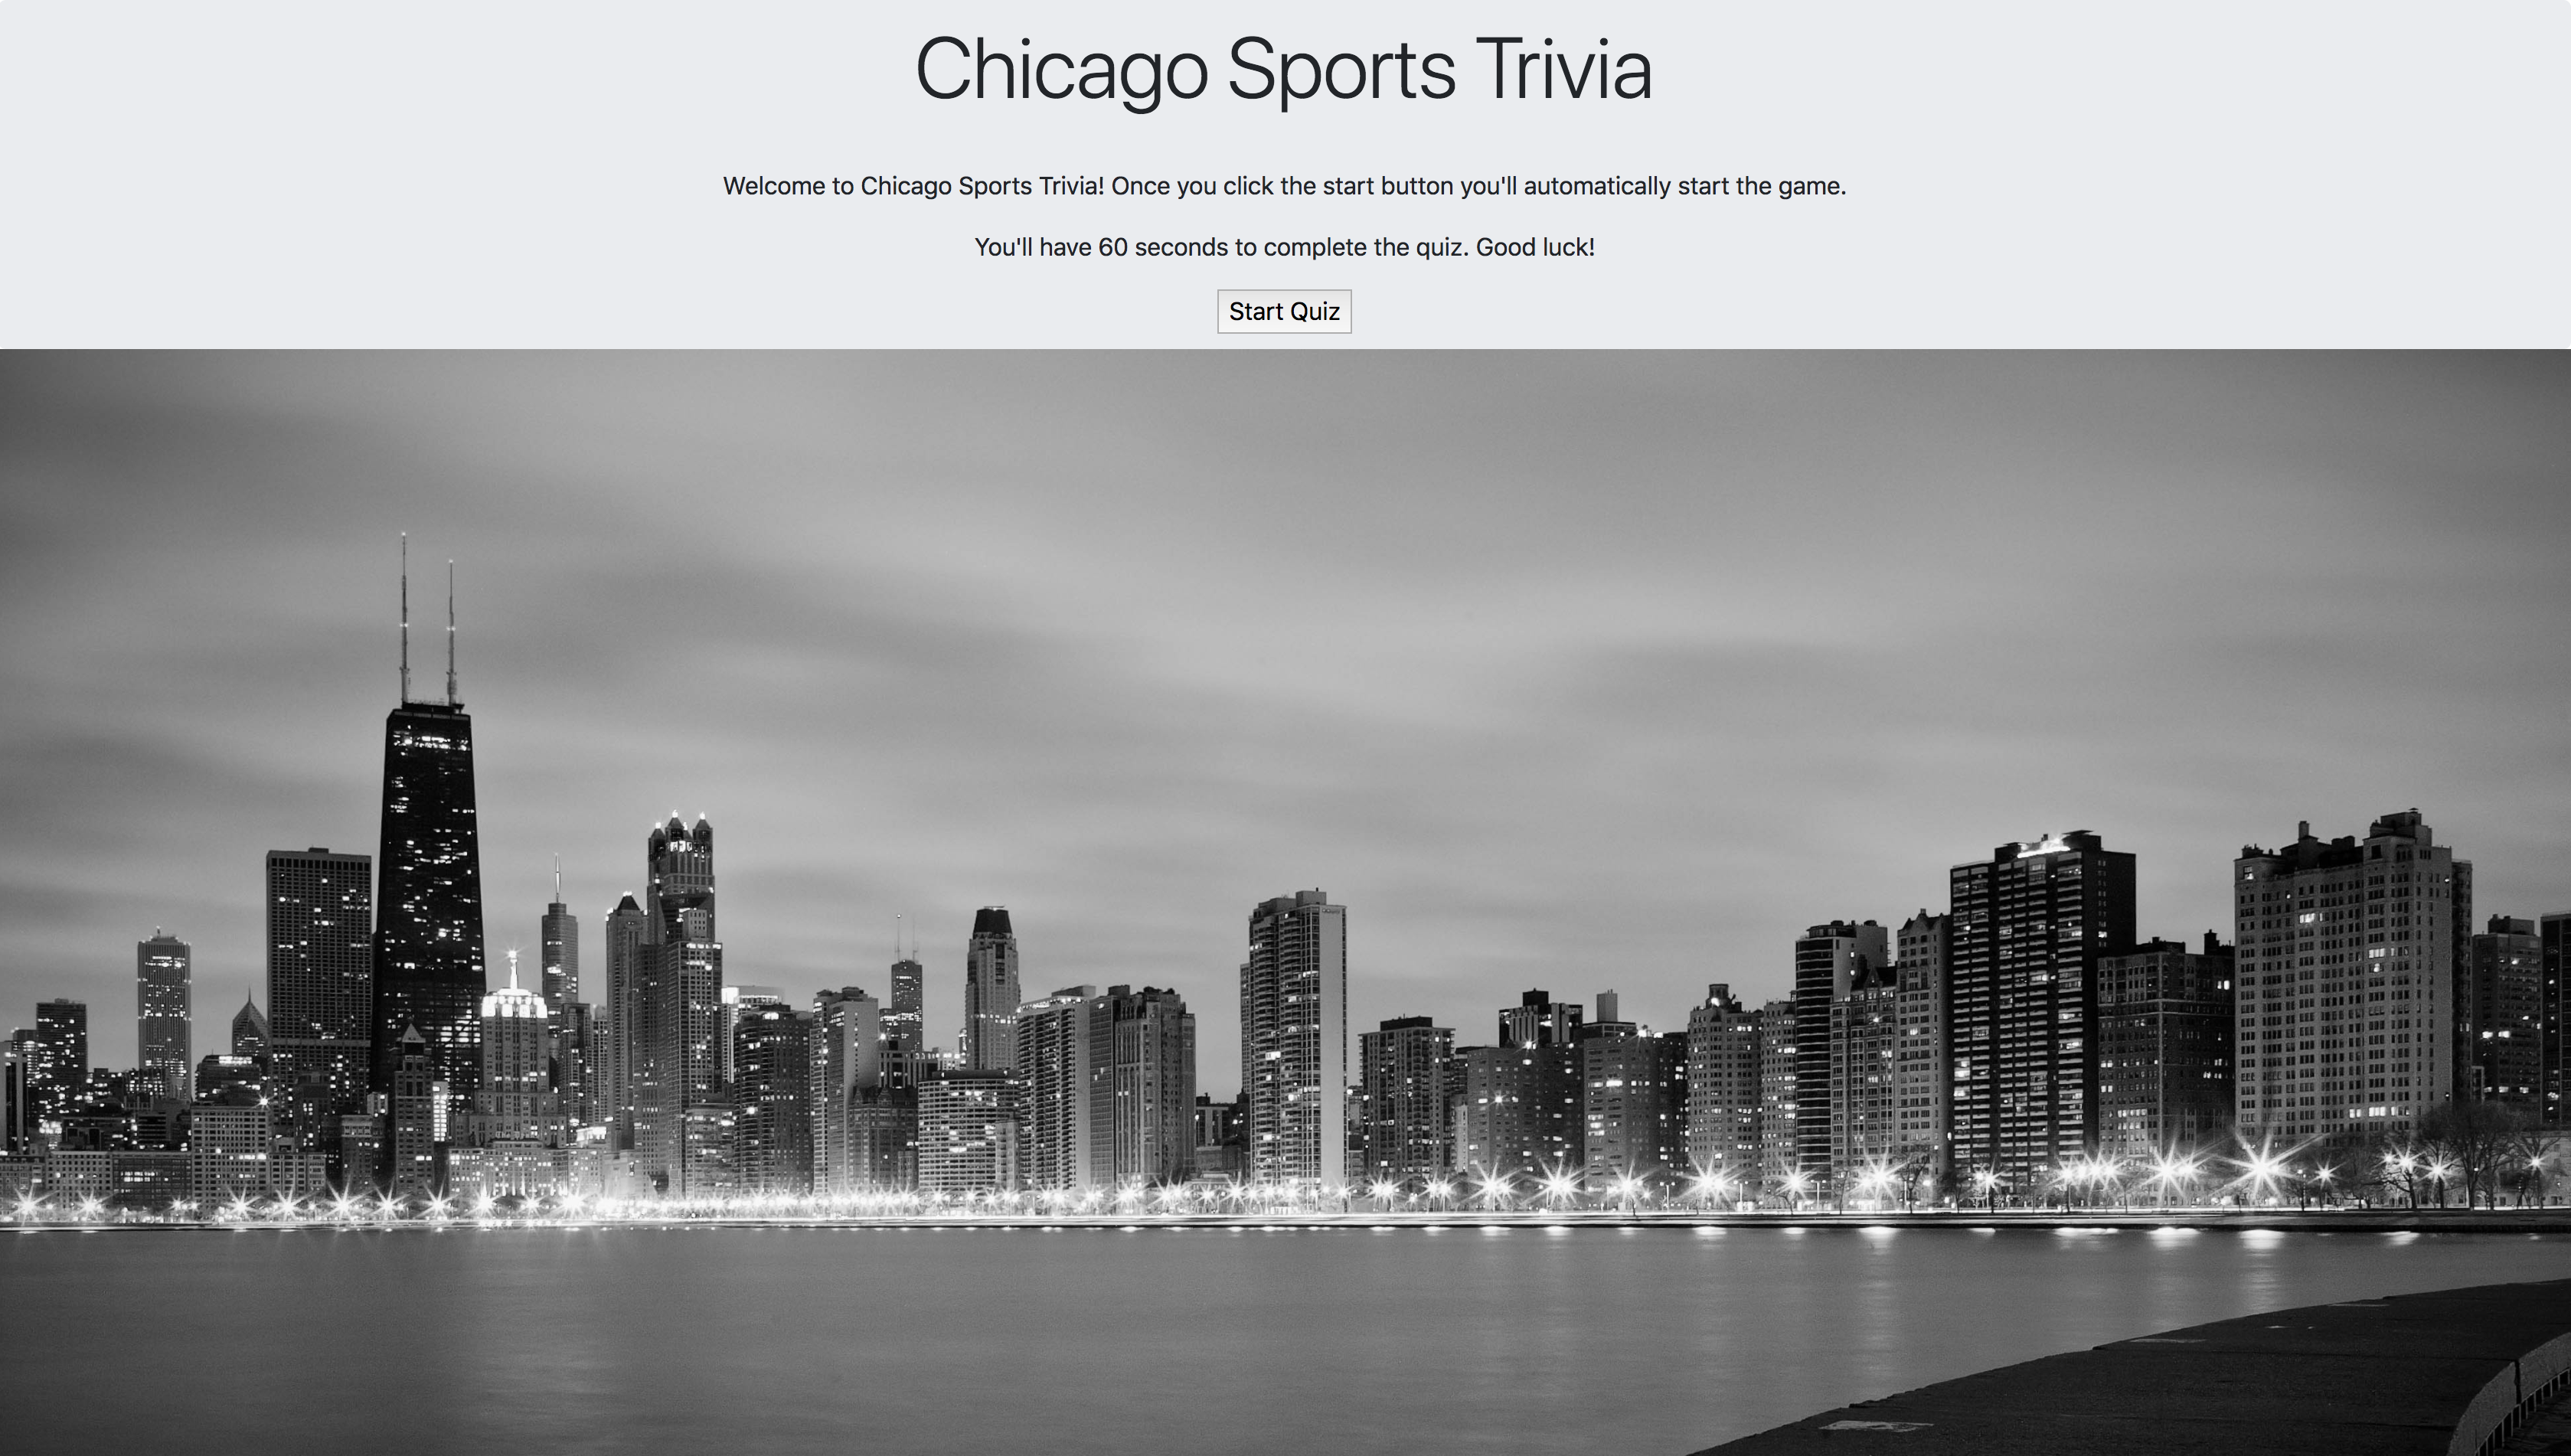 Chicago Sports Trivia
Welcome to Chicago Sports Trivia! Once you click the start button you'll automatically start the game.
You'll have 60 seconds to complete the quiz. Good luck!
Start Quiz